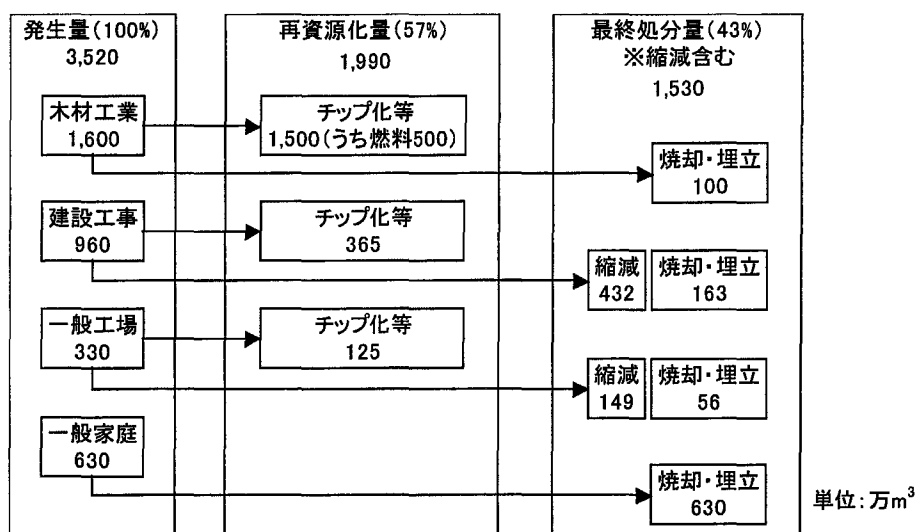 発生量(100%)
3,520
再資源化量(57%)
1,990
最終処分量(43%)
※縮減含む
1,530
木材工業
1,600
チップ化等
1,500(うち燃料500)
焼却・埋立
100
建設工事
960
チップ化等
365
縮減
432
焼却・埋立
163
一般工場
330
チップ化等
125
縮減
149
焼却・埋立
56
一般家庭
630
焼却・埋立
630
単位:万m³